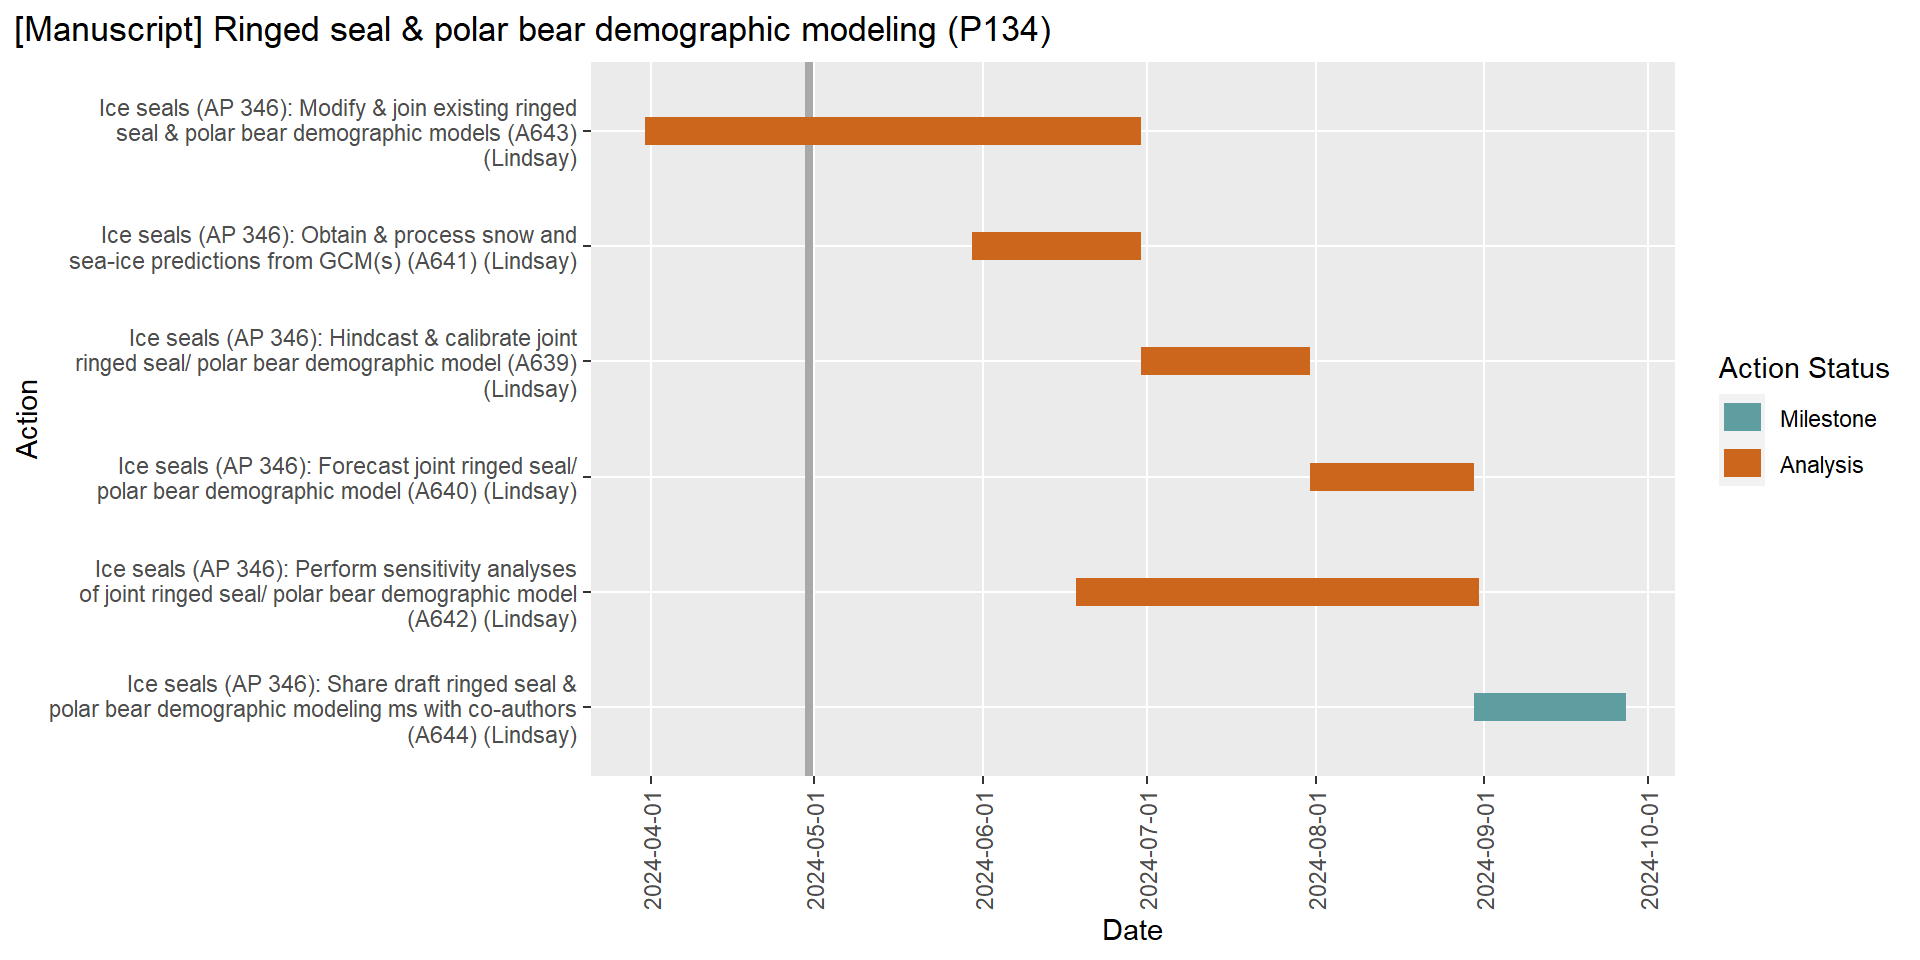 [Manuscript] Ringed seal & polar bear demographic modeling (P134)
Ice seals (AP 346): Modify & join existing ringed
seal & polar bear demographic models (A643)
(Lindsay)
Ice seals (AP 346): Obtain & process snow and
sea-ice predictions from GCM(s) (A641) (Lindsay)
Ice seals (AP 346): Hindcast & calibrate joint
ringed seal/ polar bear demographic model (A639)
(Lindsay)
Ice seals (AP 346): Forecast joint ringed seal/
polar bear demographic model (A640) (Lindsay)
Ice seals (AP 346): Perform sensitivity analyses
of joint ringed seal/ polar bear demographic model
(A642) (Lindsay)
Ice seals (AP 346): Share draft ringed seal &
polar bear demographic modeling ms with co-authors
(A644) (Lindsay)
Action
2024-04-01
2024-05-01
2024-06-01
2024-07-01
2024-08-01
2024-09-01
2024-10-01
Date
Action Status
Milestone
Analysis